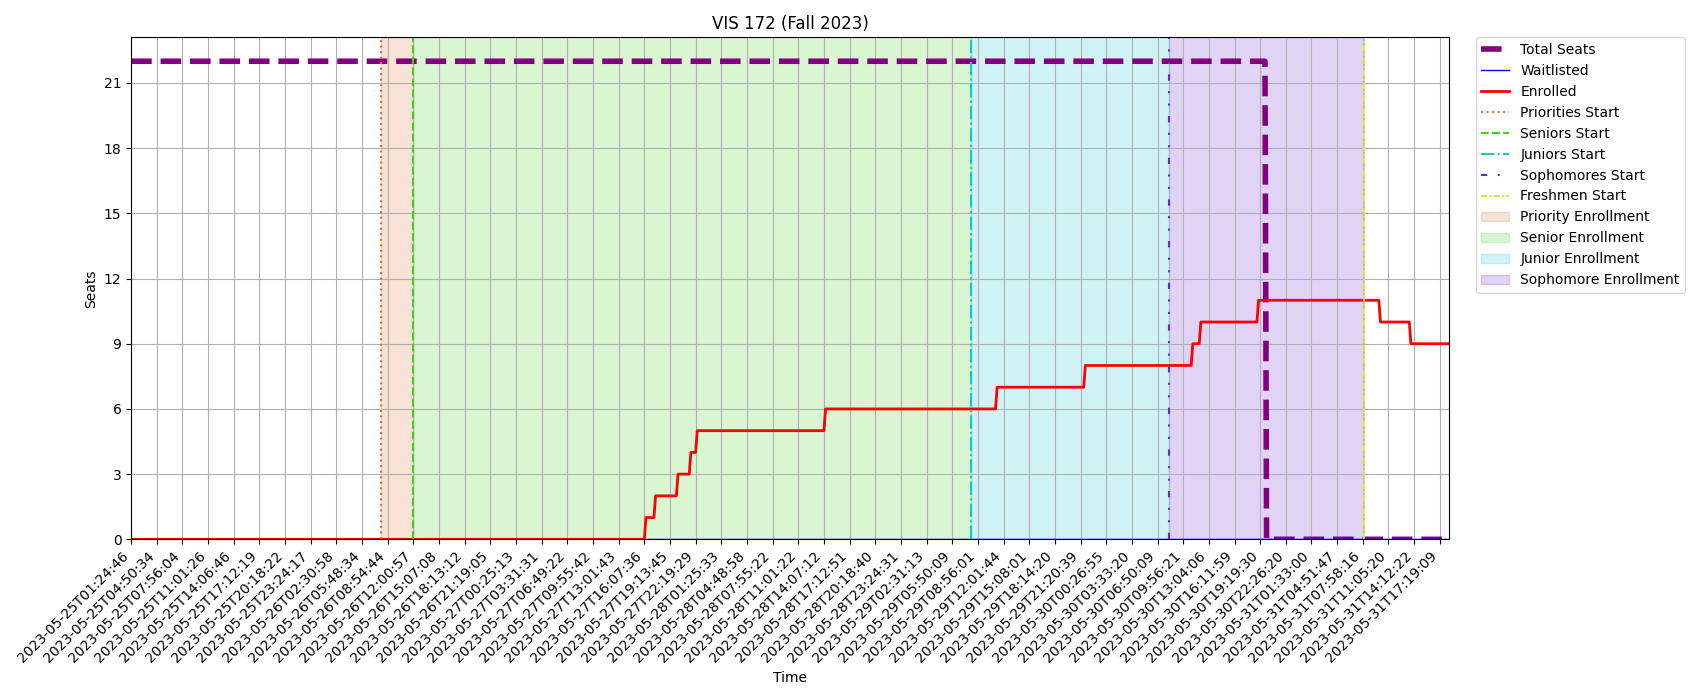 VIS 172 (Fall 2023)
Seats
21
18
15
12
9
6
3
0
Total Seats
Waitlisted
Enrolled
Priorities Start
Seniors Start
Juniors Start
Sophomores Start
Freshmen Start
Priority Enrollment
Senior Enrollment
Junior Enrollment
Sophomore Enrollment
2023-05-25T01:24:46
2023-05-25T04:50:34
2023-05-25T07:56:04
2023-05-25T11:01:26
2023-05-25T14:06:46
2023-05-25T17:12:19
2023-05-25T20:18:22
2023-05-25T23:24:17
2023-05-26T02:30:58
2023-05-26T05:48:34
2023-05-26T08:54:44
2023-05-26T12:00:57
2023-05-26T15:07:08
2023-05-26T18:13:12
2023-05-26T21:19:05
2023-05-27T00:25:13
2023-05-27T03:31:31
2023-05-27T06:49:22
2023-05-27T09:55:42
2023-05-27T13:01:43
2023-05-27T16:07:36
2023-05-27T19:13:45
2023-05-27T22:19:29
2023-05-28T01:25:33
2023-05-28T04:48:58
2023-05-28T07:55:22
2023-05-28T11:01:22
2023-05-28T14:07:12
2023-05-28T17:12:51
2023-05-28T20:18:40
2023-05-28T23:24:31
2023-05-29T02:31:13
2023-05-29T05:50:09
2023-05-29T08:56:01
2023-05-29T12:01:44
2023-05-29T15:08:01
2023-05-29T18:14:20
2023-05-29T21:20:39
2023-05-30T00:26:55
2023-05-30T03:33:20
2023-05-30T06:50:09
2023-05-30T09:56:21
2023-05-30T13:04:06
2023-05-30T16:11:59
2023-05-30T19:19:30
2023-05-30T22:26:20
2023-05-31T01:33:00
2023-05-31T04:51:47
2023-05-31T07:58:16
2023-05-31T11:05:20
2023-05-31T14:12:22
2023-05-31T17:19:09
Time